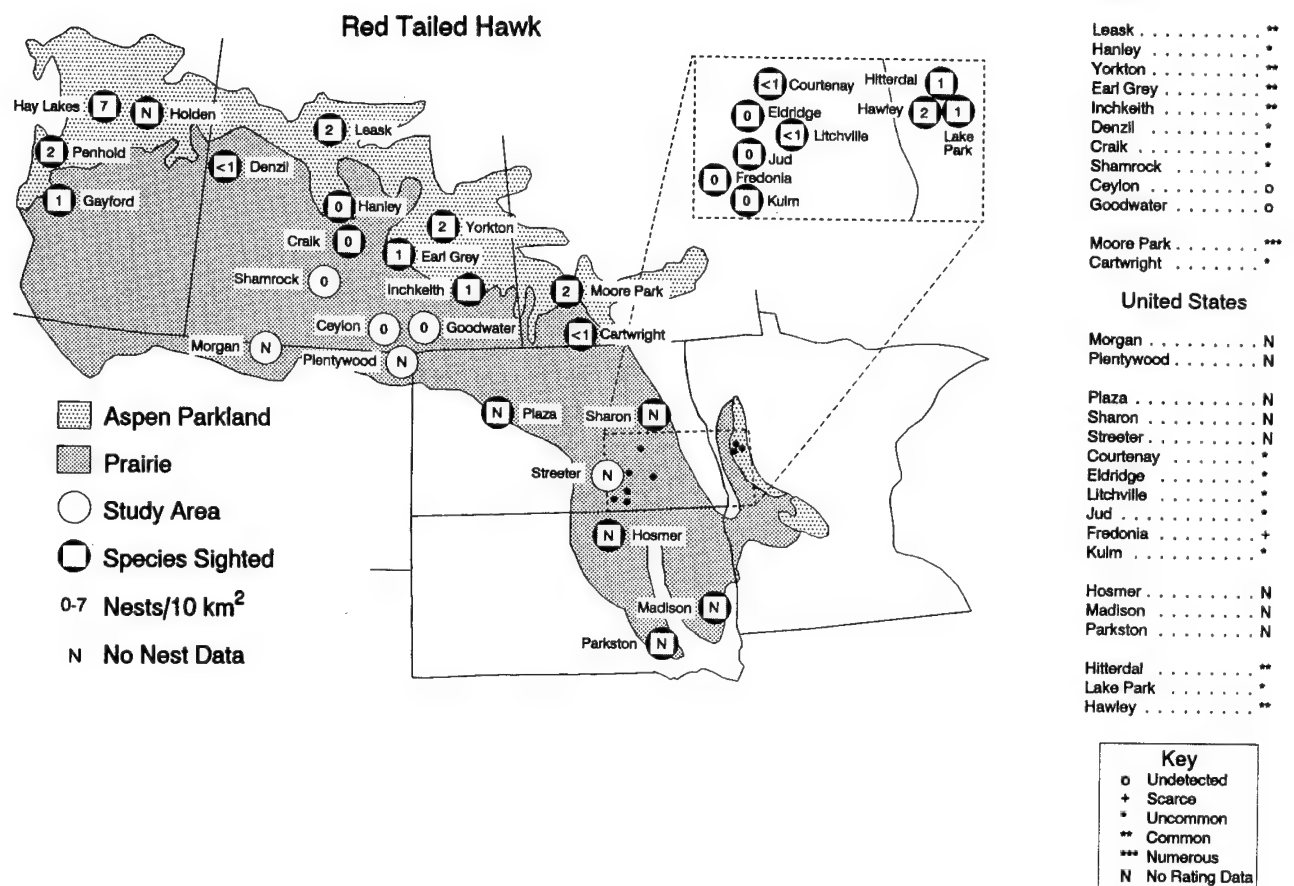 Red Tailed Hawk
Hay Lakes 7
N Holden
2 Penhold
1 Gayford
<1 Denzil
2 Leask
0 Hanley
Craik 0
2 Yorkton
1 Earl Grey
Shamrock 0
Inchkeith 1
2 Moore Park
Ceylon 0
0 Goodwater
<1 Cartwright
Morgan N
Plentywood N
N Plaza
Sharon N
Streeter N
N Hosmer
Madison N
Parkston N
<1 Courtenay
0 Eldridge
<1 Litchville
0 Jud
0 Fredonia
0 Kulm
Hitterdal 1
Hawley 2
1 Lake
Park
Aspen Parkland
Prairie
Study Area
Species Sighted
0-7 Nests/10 km2
N No Nest Data
Leask . . . . . . . . . . **
Hanley . . . . . . . . . . *
Yorkton . . . . . . . . . **
Earl Grey . . . . . . . . **
Inchkeith . . . . . . . . **
Denzil . . . . . . . . . . *
Craik . . . . . . . . . . *
Shamrock . . . . . . . . *
Ceylon . . . . . . . . . o
Goodwater . . . . . . . o
Moore Park . . . . . . . ***
Cartwright . . . . . . . *
United States
Morgan . . . . . . . . . N
Plentywood . . . . . . . N
Plaza . . . . . . . . . . N
Sharon . . . . . . . . . N
Streeter . . . . . . . . . N
Courtenay . . . . . . . *
Eldridge . . . . . . . . *
Litchville . . . . . . . . *
Jud . . . . . . . . . . . *
Fredonia . . . . . . . . +
Kulm . . . . . . . . . . *
Hosmer . . . . . . . . . N
Madison . . . . . . . . N
Parkston . . . . . . . . N
Hitterdal . . . . . . . . **
Lake Park . . . . . . . *
Hawley . . . . . . . . . **
Key
o Undetected
+ Scarce
* Uncommon
** Common
*** Numerous
N No Rating Data